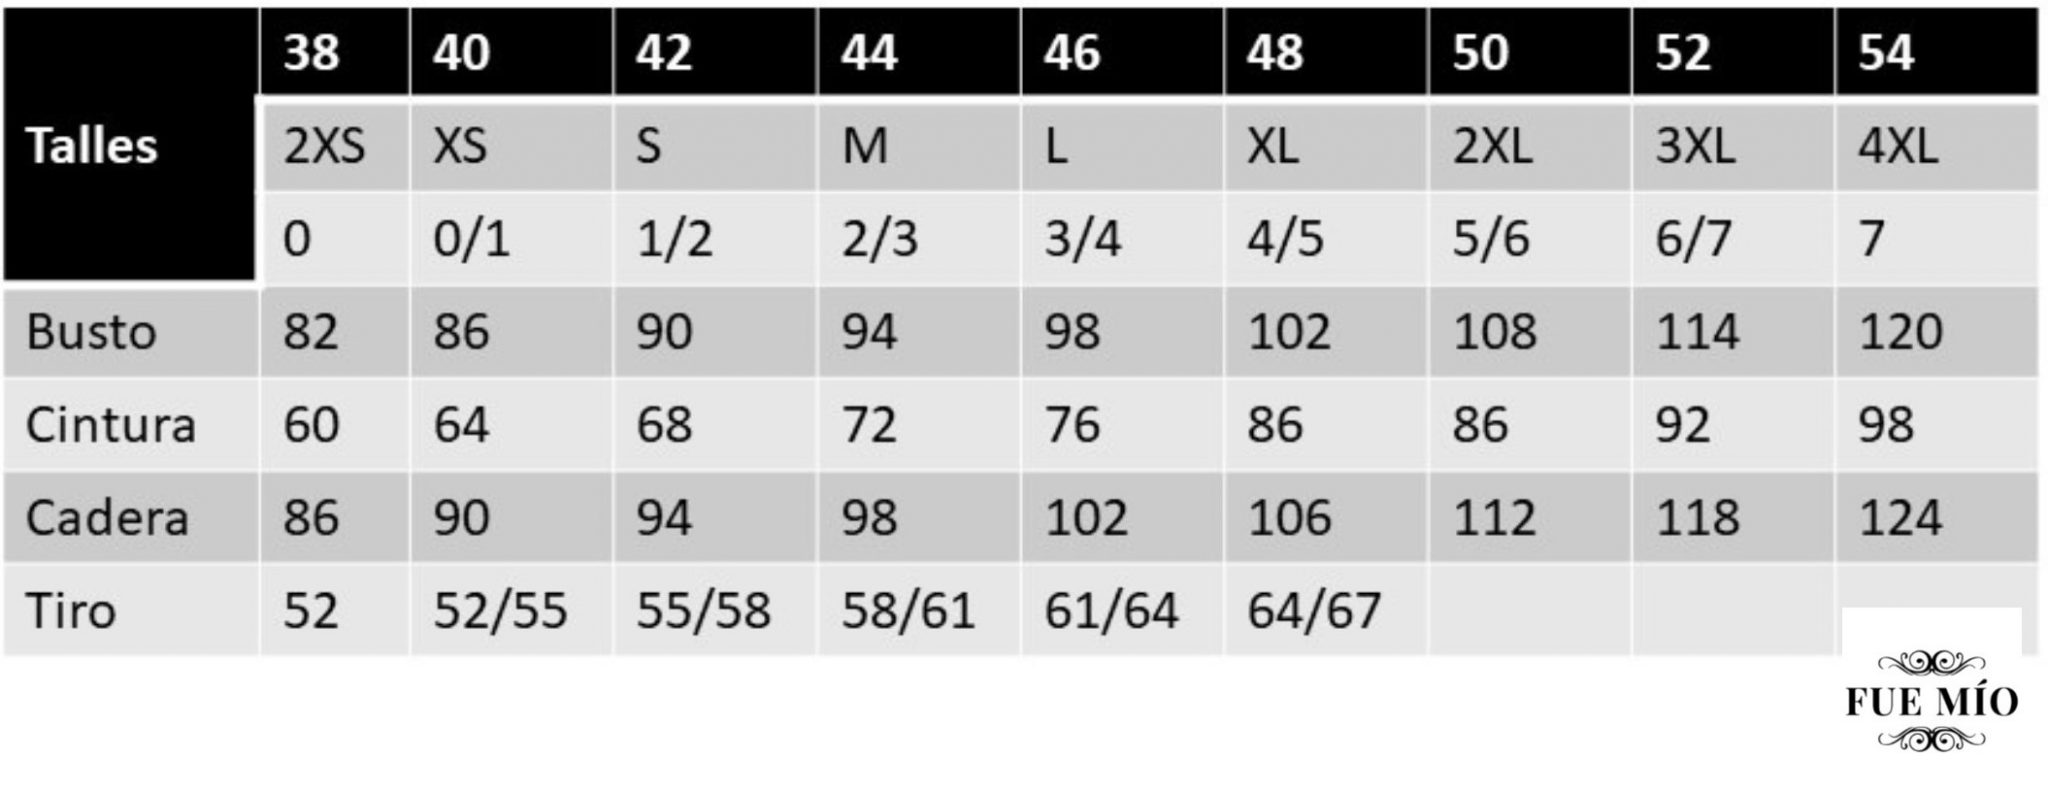 38 40 42 44 46 48 50 52 54
Talles 2XS XS S M L XL 2XL 3XL 4XL
0 0/1 1/2 2/3 3/4 4/5 5/6 6/7 7
Busto 82 86 90 94 98 102 108 114 120
Cintura 60 64 68 72 76 86 86 92 98
Cadera 86 90 94 98 102 106 112 118 124
Tiro 52 52/55 55/58 58/61 61/64 64/67
FUE MÍO